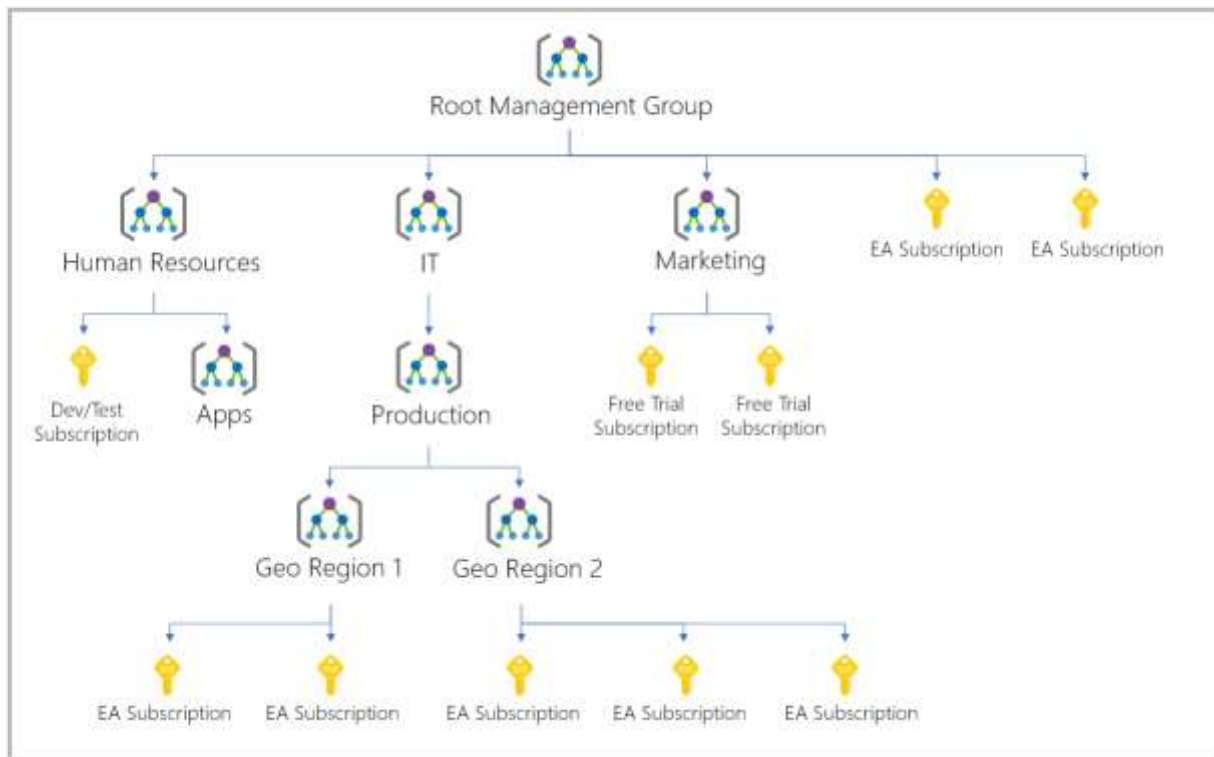 Root Management Group
Human Resources
IT
Marketing
EA Subscription
EA Subscription
Dev/Test
Subscription
Apps
Production
Free Trial
Subscription
Free Trial
Subscription
Geo Region 1
Geo Region 2
EA Subscription
EA Subscription
EA Subscription
EA Subscription
EA Subscription